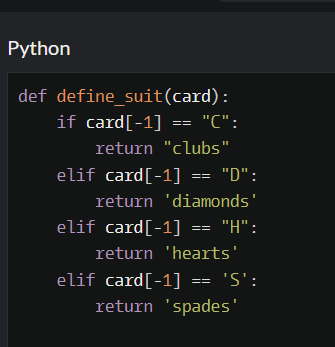 Python
def define_suit(card):
    if card[-1] == "C":
        return "clubs"
    elif card[-1] == "D":
        return 'diamonds'
    elif card[-1] == "H":
        return 'hearts'
    elif card[-1] == 'S':
        return 'spades'